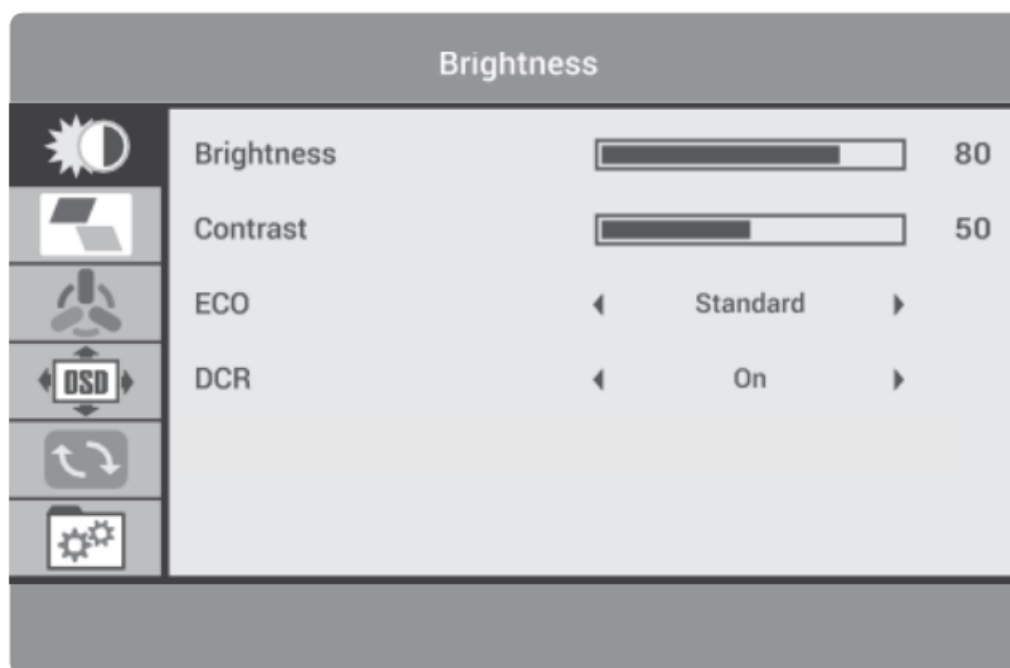 Brightness
Brightness 80
Contrast 50
ECO Standard
DCR On
OSD